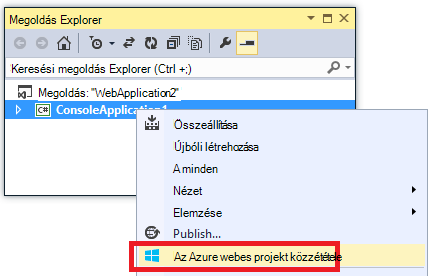 Megoldás Explorer
Keresési megoldás Explorer (Ctrl +;)
Megoldás: "WebApplication2"
C# ConsoleApplication1
Összeállítása
Újbóli létrehozása
A minden
Nézet
Elemzése
Publish...
Az Azure webes projekt közzététele